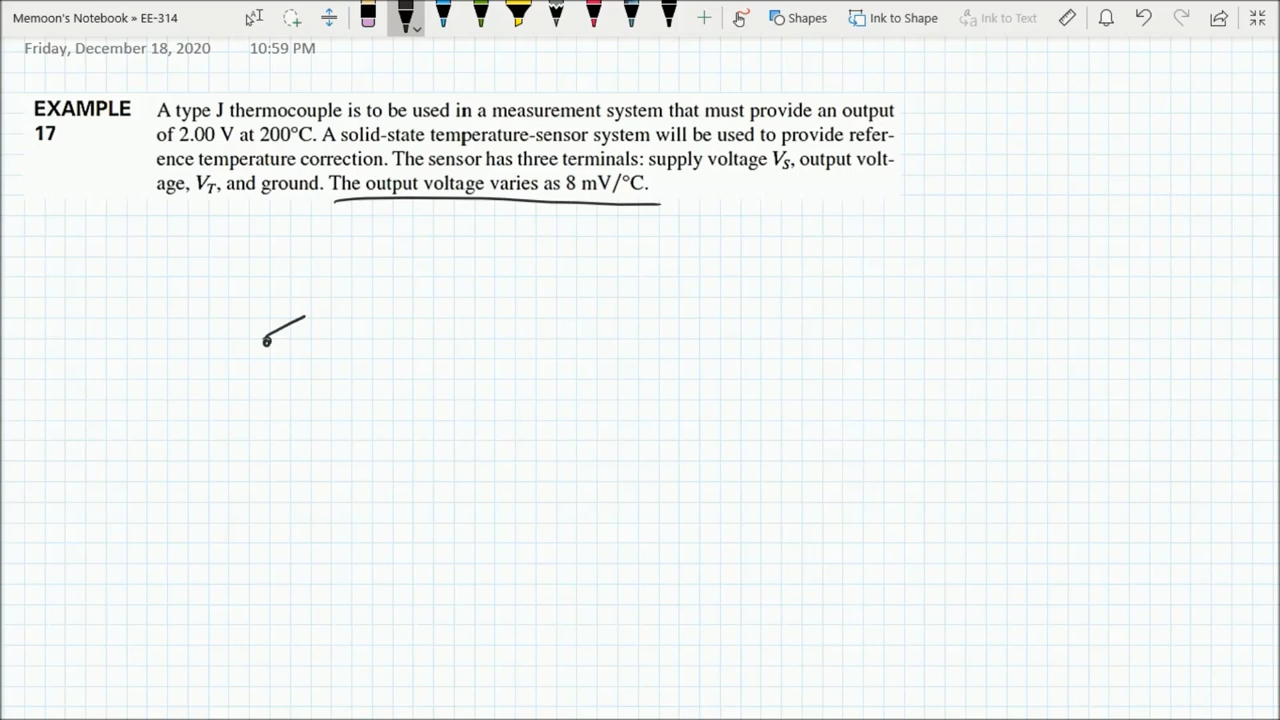 Memoon's Notebook » EE-314
Shapes
Ink to Shape
Ink to Text
Friday, December 18, 2020 10:59 PM
EXAMPLE 17
A type J thermocouple is to be used in a measurement system that must provide an output
of 2.00 V at 200°C. A solid-state temperature-sensor system will be used to provide refer-
ence temperature correction. The sensor has three terminals: supply voltage VS, output volt-
age, VT, and ground. The output voltage varies as 8 mV/°C.